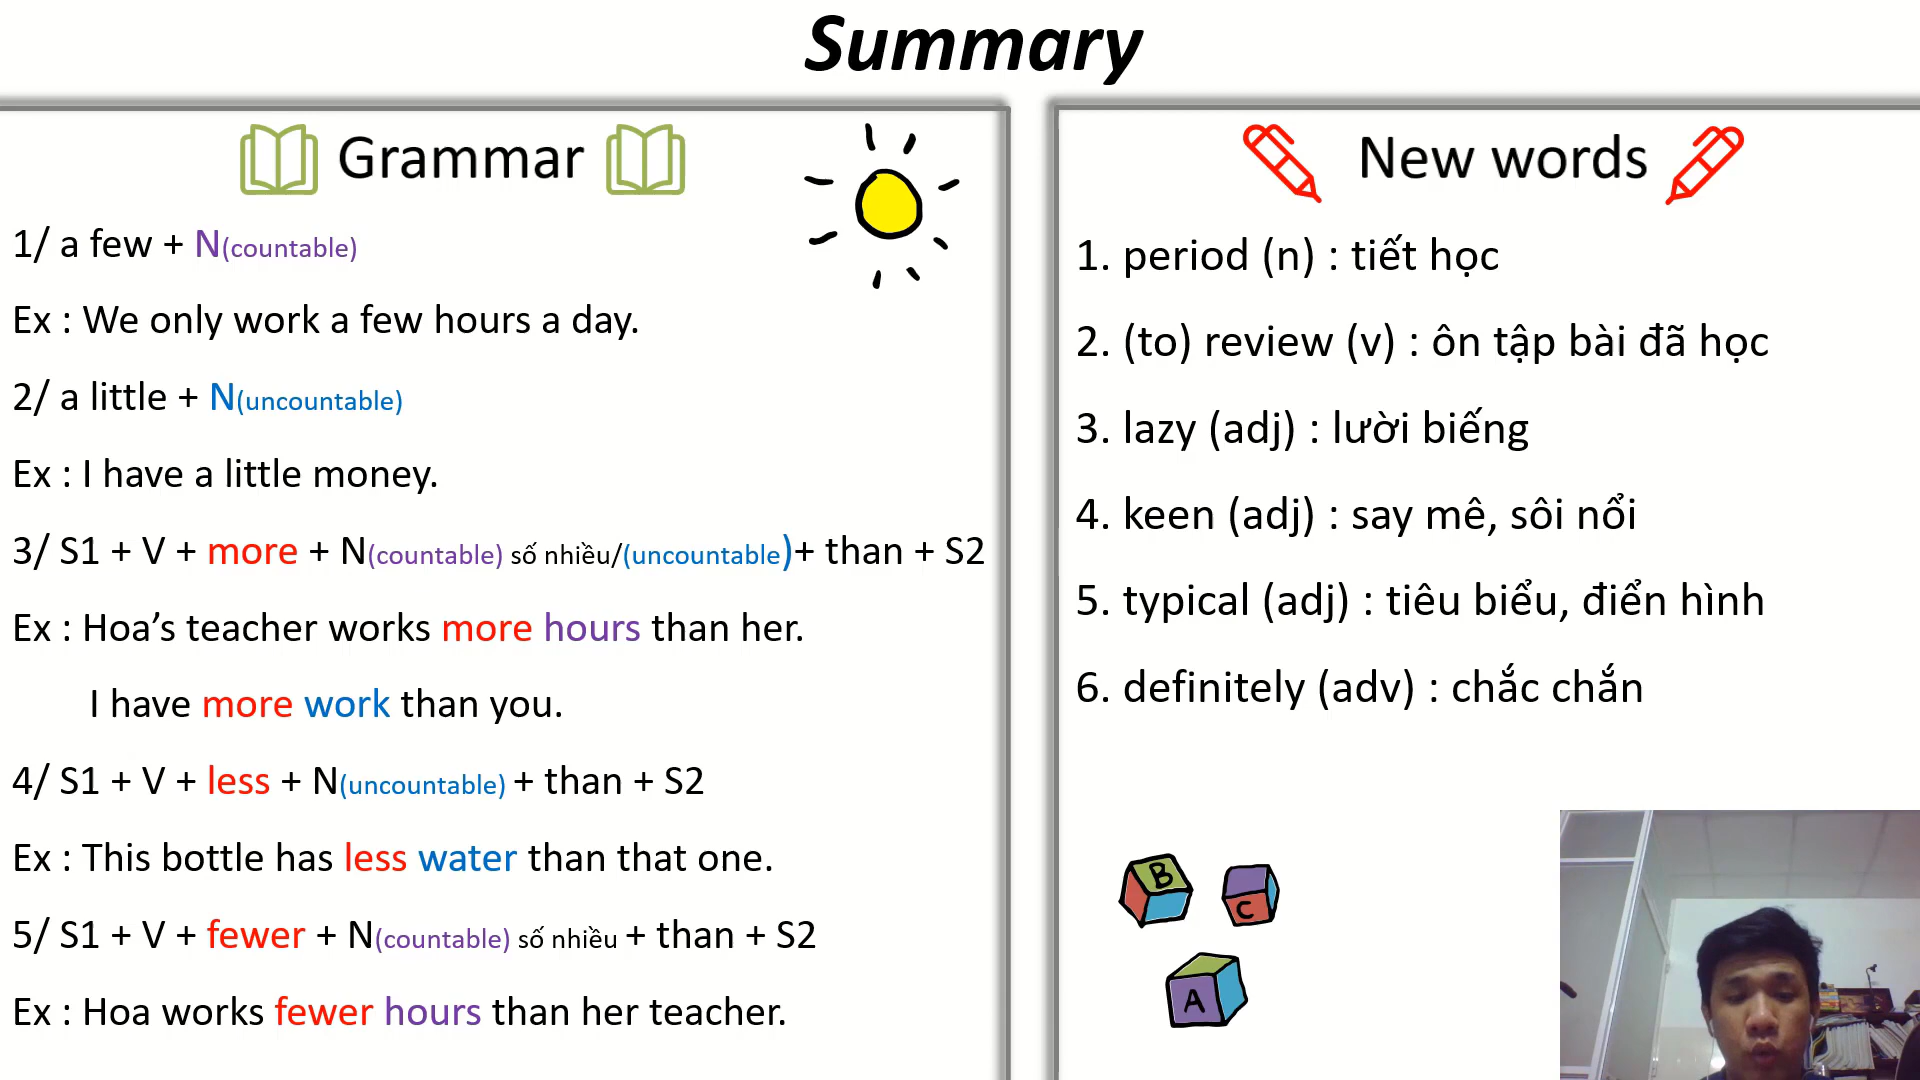 Summary
Grammar
1/ a few + N(countable)
Ex : We only work a few hours a day.
2/ a little + N(uncountable)
Ex : I have a little money.
3/ S1 + V + more + N(countable) số nhiều/(uncountable)+ than + S2
Ex : Hoa’s teacher works more hours than her.
I have more work than you.
4/ S1 + V + less + N(uncountable) + than + S2
Ex : This bottle has less water than that one.
5/ S1 + V + fewer + N(countable) số nhiều + than + S2
Ex : Hoa works fewer hours than her teacher.
New words
1. period (n) : tiết học
2. (to) review (v) : ôn tập bài đã học
3. lazy (adj) : lười biếng
4. keen (adj) : say mê, sôi nổi
5. typical (adj) : tiêu biểu, điển hình
6. definitely (adv) : chắc chắn
B
C
A